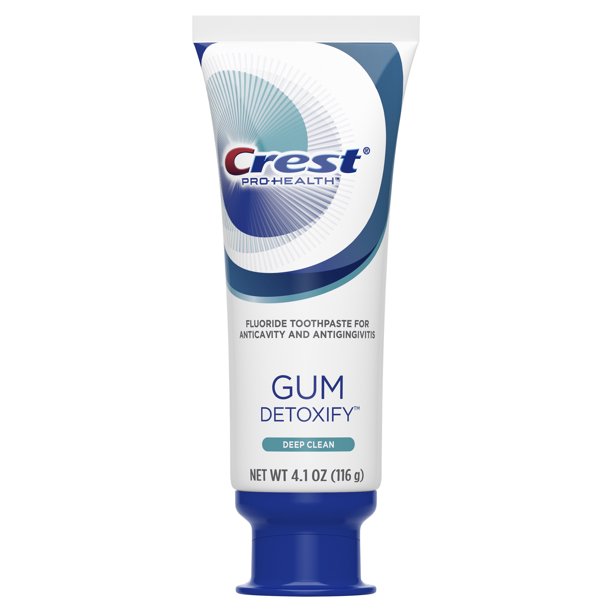 Crest®
PRO-HEALTH™
FLUORIDE TOOTHPASTE FOR
ANTICAVITY AND ANTIGINGIVITIS
GUM
DETOXIFY™
DEEP CLEAN
NET WT 4.1 OZ (116 g)